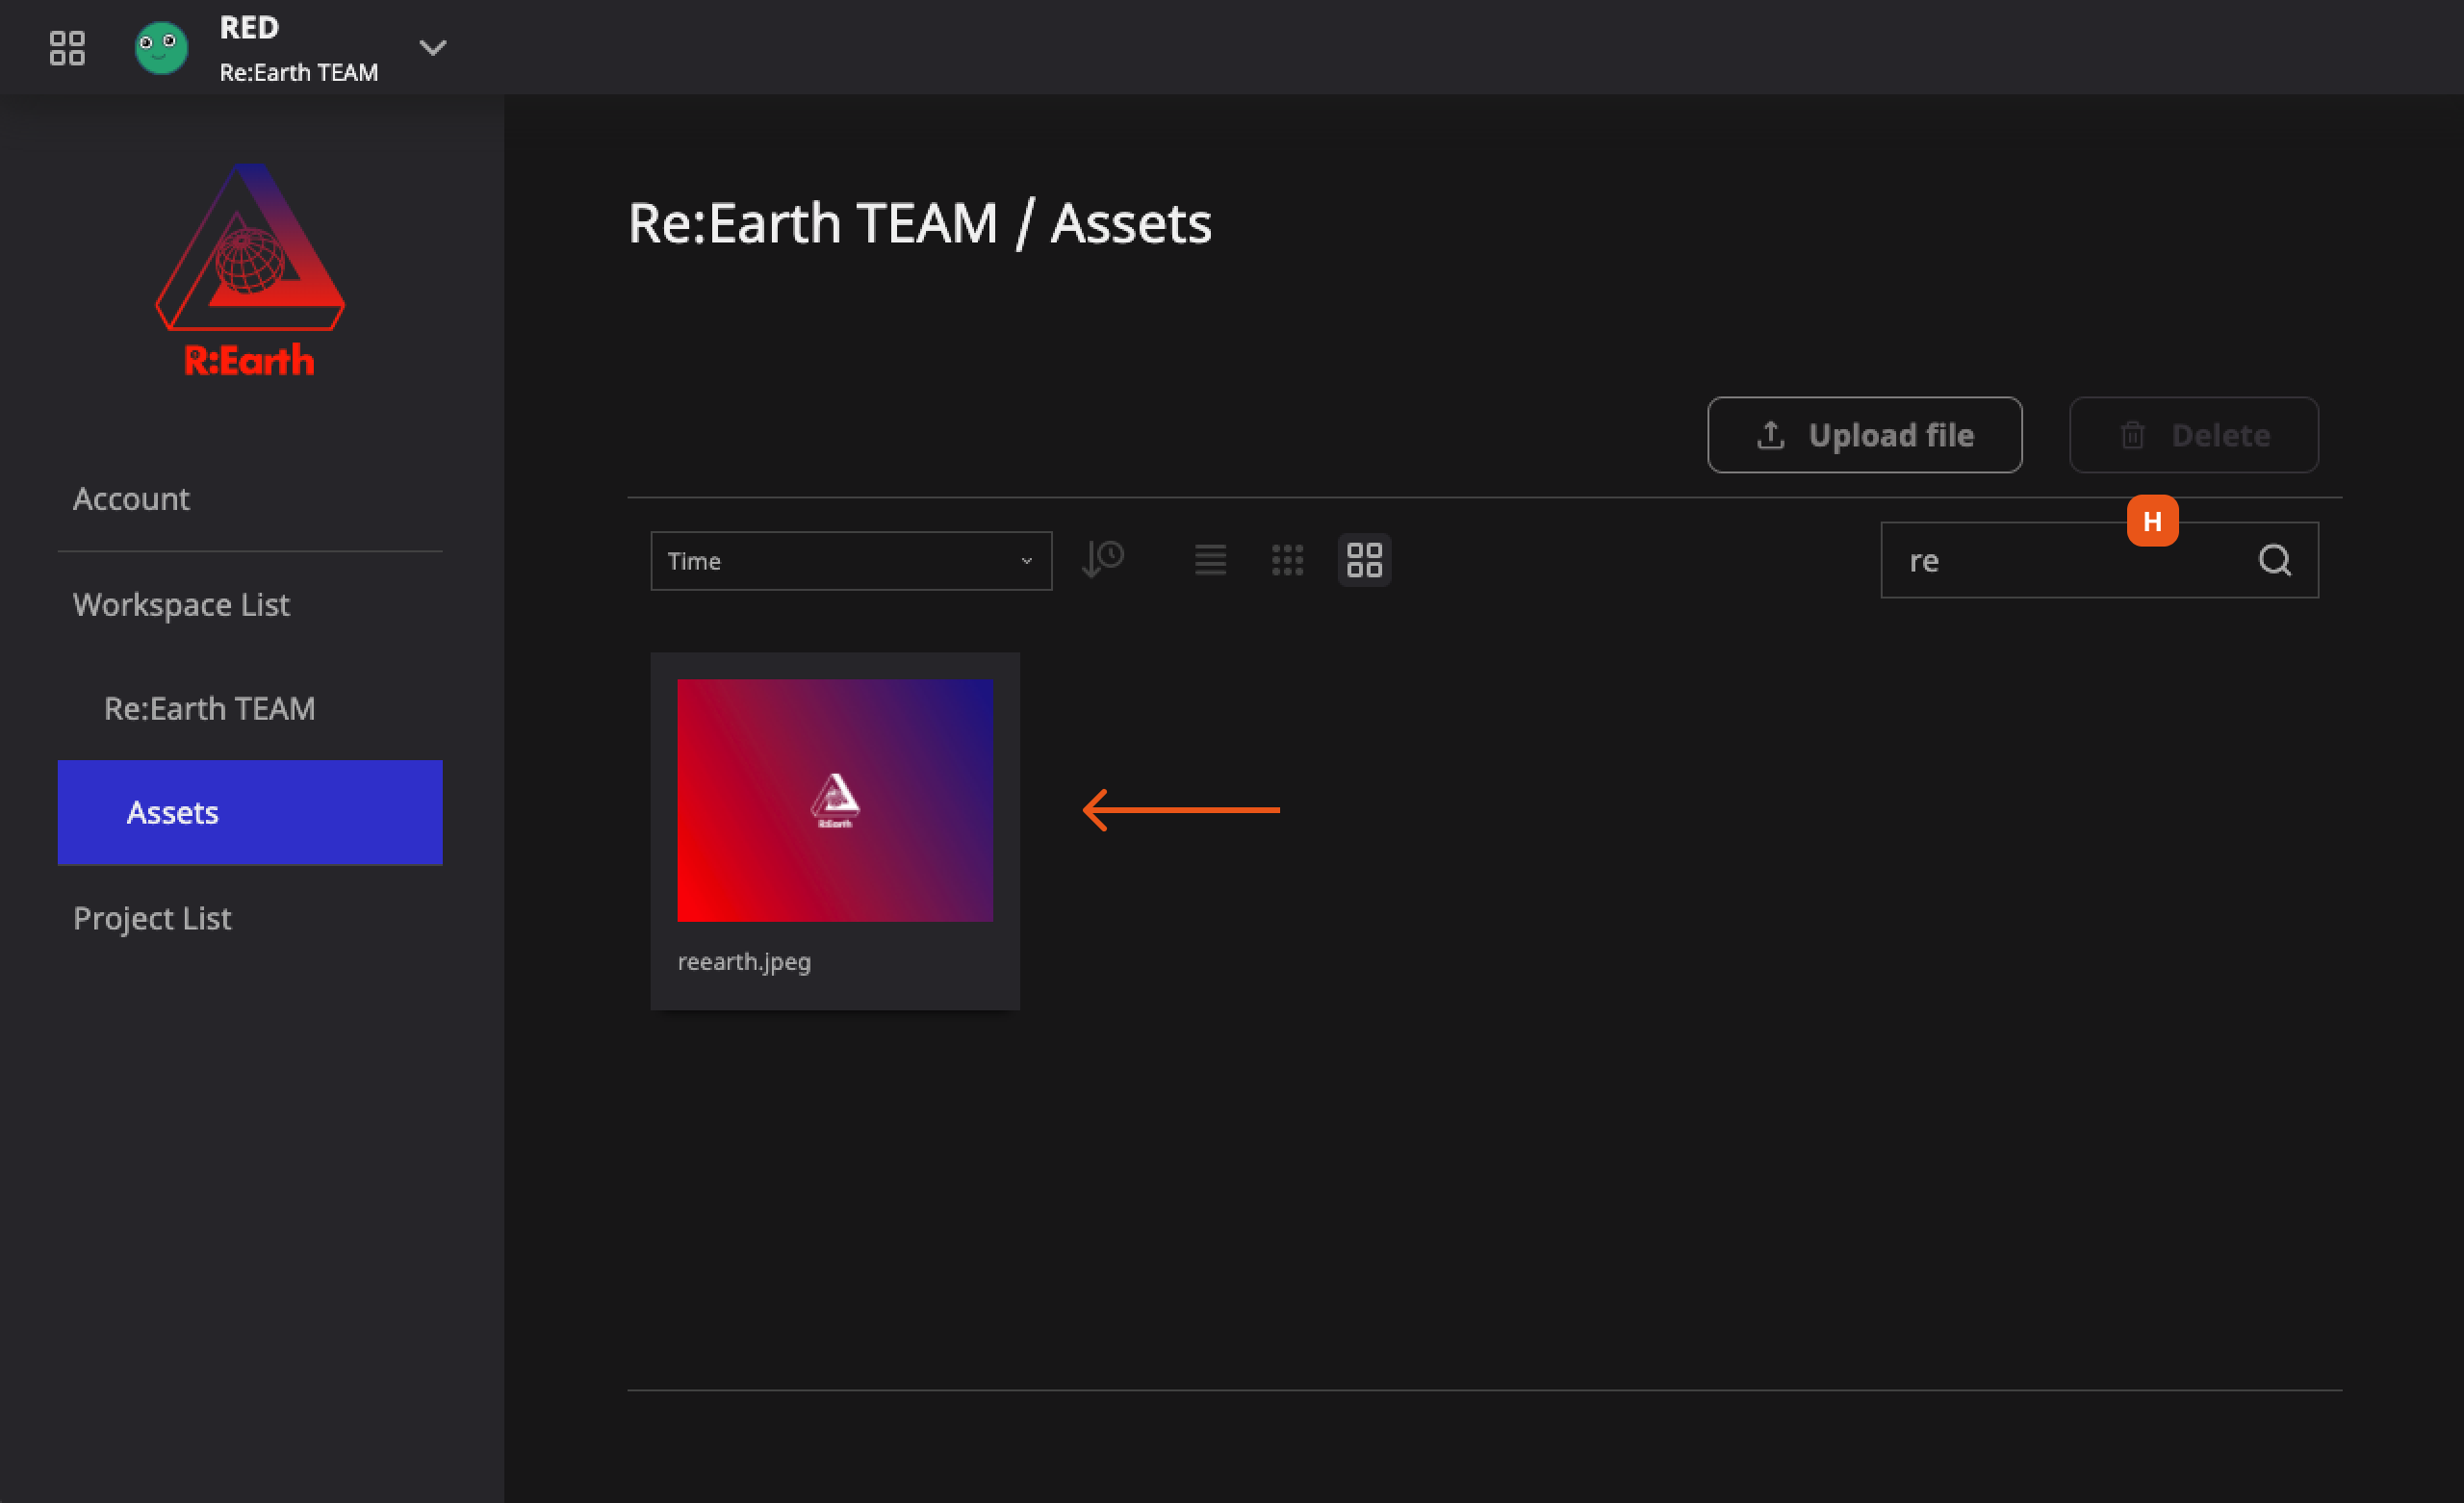 RED
Re:Earth TEAM
R:Earth
Account
Workspace List
Re:Earth TEAM
Assets
Project List
Re:Earth TEAM / Assets
Upload file
Delete
H
Time
re
R:Earth
reearth.jpeg